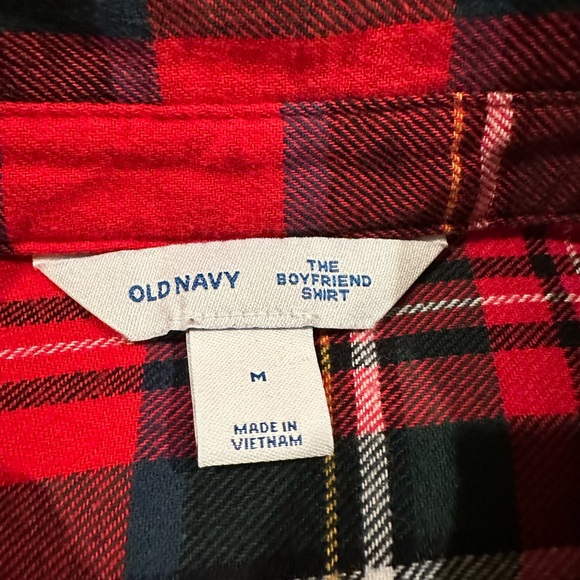 OLD NAVY
THE
BOYFRIEND
SHIRT
M
MADE IN
VIETNAM